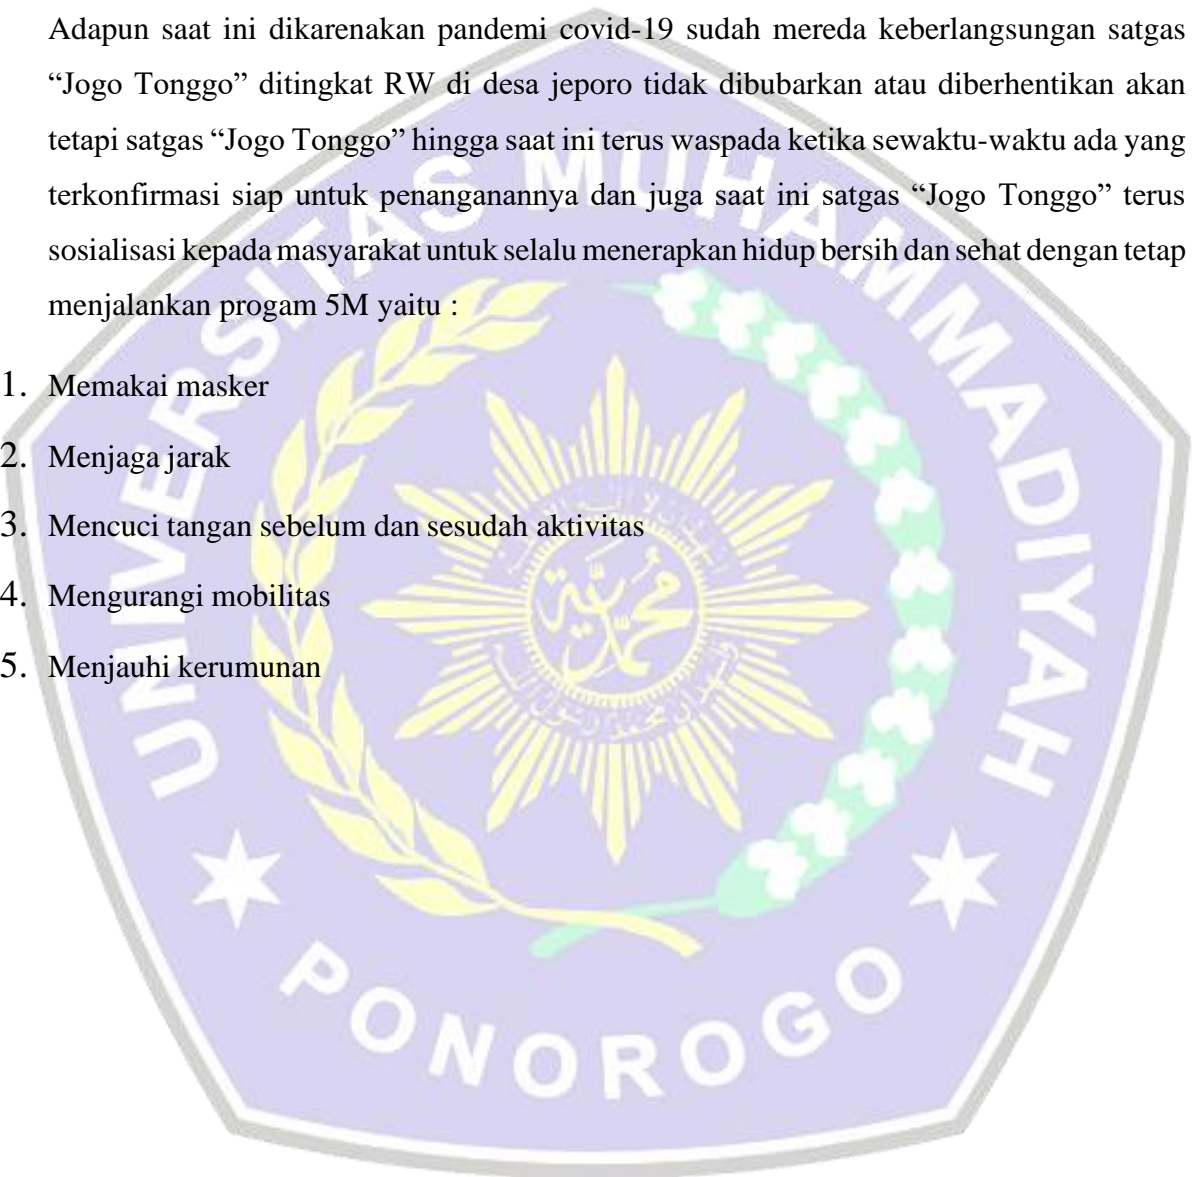 Adapun saat ini dikarenakan pandemi covid-19 sudah mereda keberlangsungan satgas
“Jogo Tonggo” ditingkat RW di desa jeporo tidak dibubarkan atau diberhentikan akan
tetapi satgas “Jogo Tonggo” hingga saat ini terus waspada ketika sewaktu-waktu ada yang
terkonfirmasi siap untuk penanganannya dan juga saat ini satgas “Jogo Tonggo” terus
sosialisasi kepada masyarakat untuk selalu menerapkan hidup bersih dan sehat dengan tetap
menjalankan progam 5M yaitu :
1. Memakai masker
2. Menjaga jarak
3. Mencuci tangan sebelum dan sesudah aktivitas
4. Mengurangi mobilitas
5. Menjauhi kerumunan
UNIVERSITAS MUHAMMADIYAH
محمدية
PONOROGO